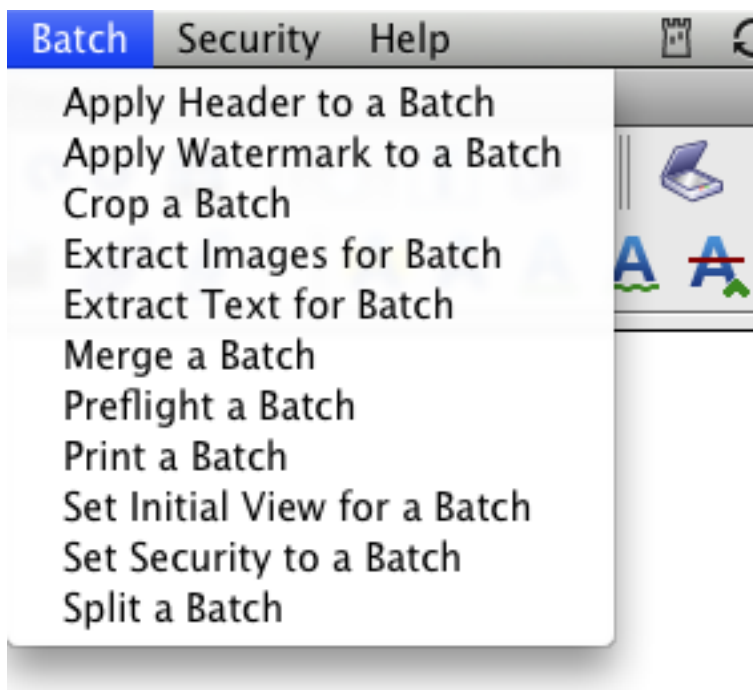 Batch Security Help
Apply Header to a Batch
Apply Watermark to a Batch
Crop a Batch
Extract Images for Batch
Extract Text for Batch
Merge a Batch
Preflight a Batch
Print a Batch
Set Initial View for a Batch
Set Security to a Batch
Split a Batch